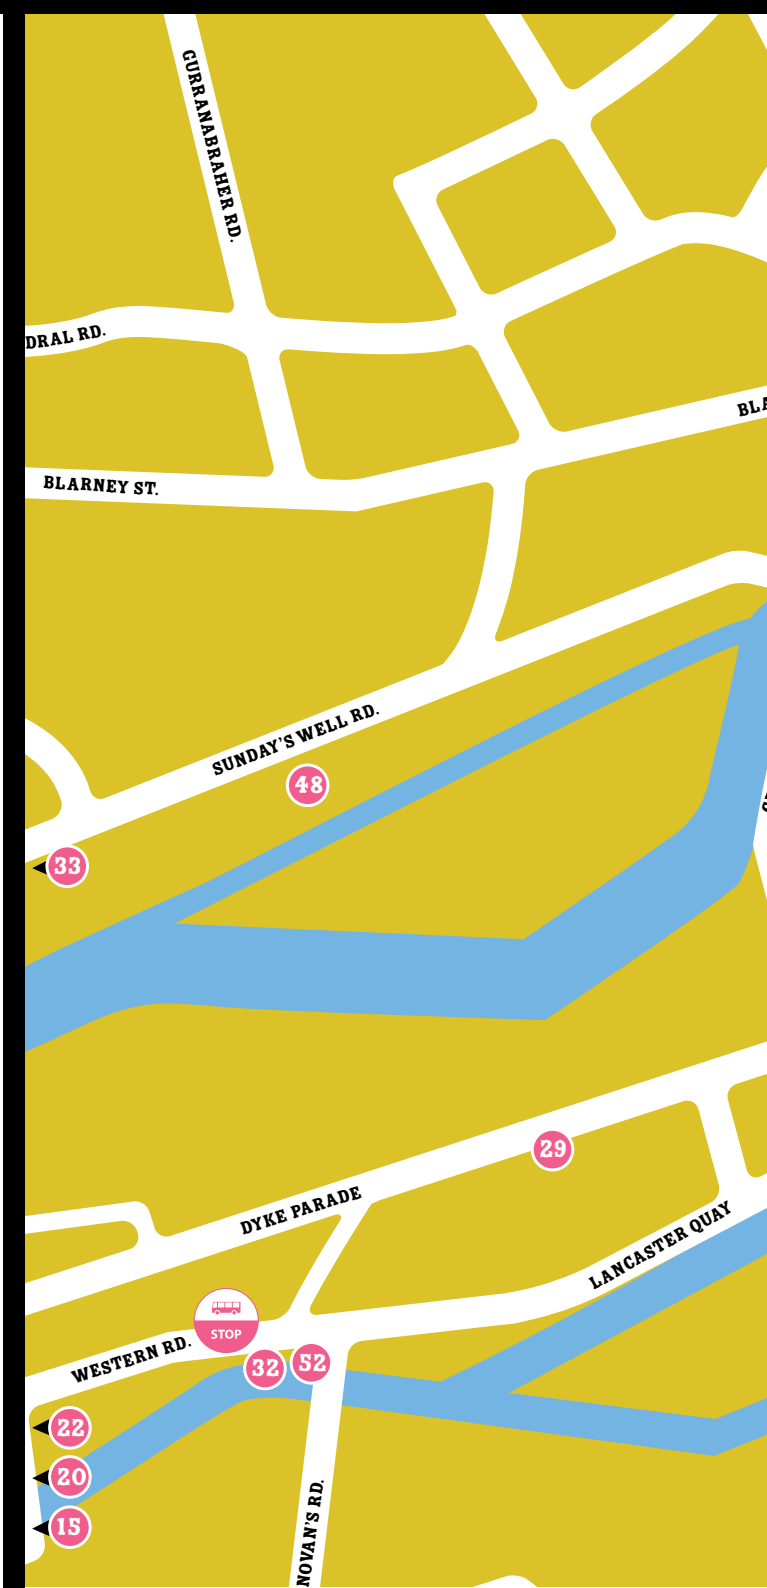 GURRANABRAHER RD.
DRAL RD.
BLA
BLARNEY ST.
SUNDAY'S WELL RD.
48
33
29
DYKE PARADE
LANCASTER QUAY
STOP
WESTERN RD.
32
52
22
20
15
NOVAN'S RD.